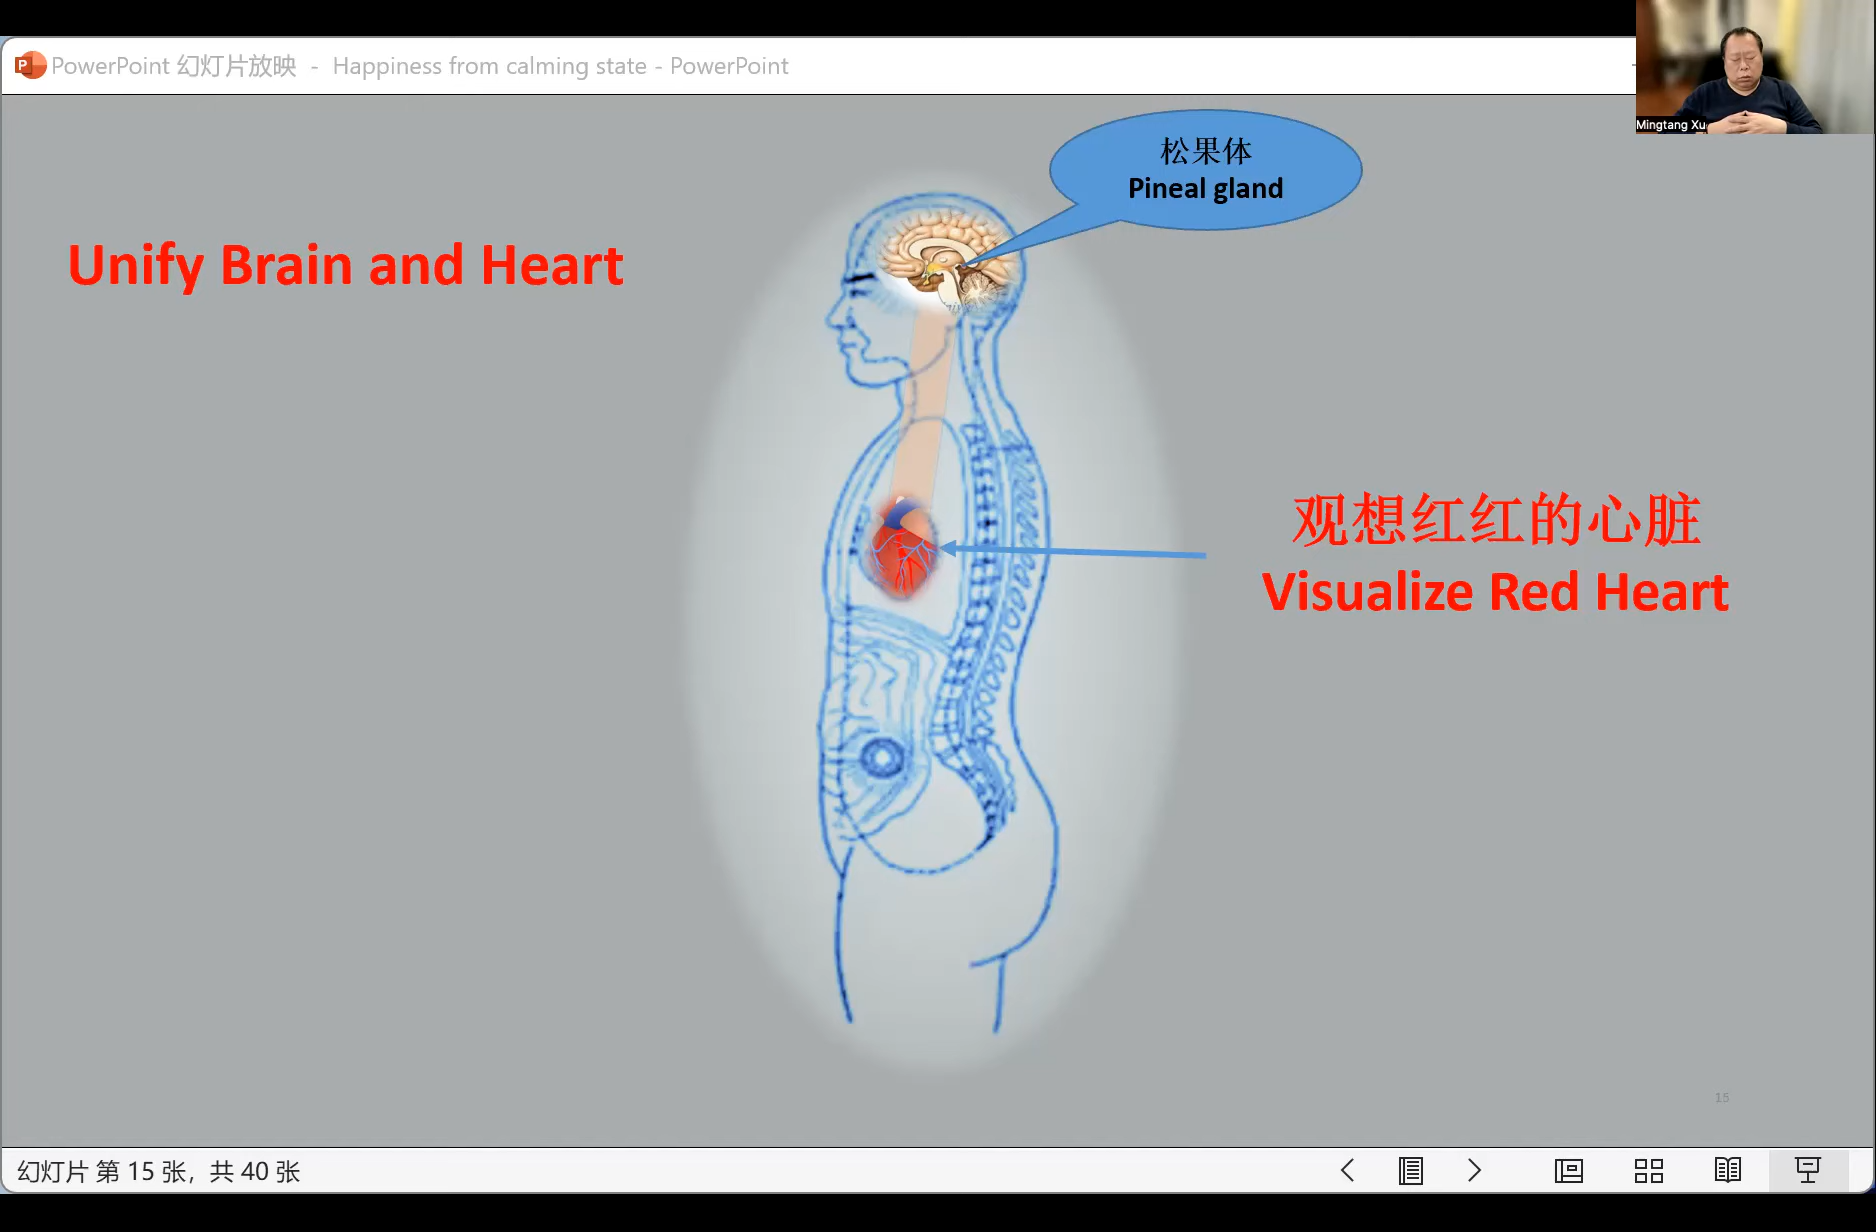 PowerPoint 幻灯片放映 - Happiness from calming state - PowerPoint
Mingtang Xu
松果体
Pineal gland
Unify Brain and Heart
观想红红的心脏
Visualize Red Heart
15
幻灯片 第 15 张，共 40 张